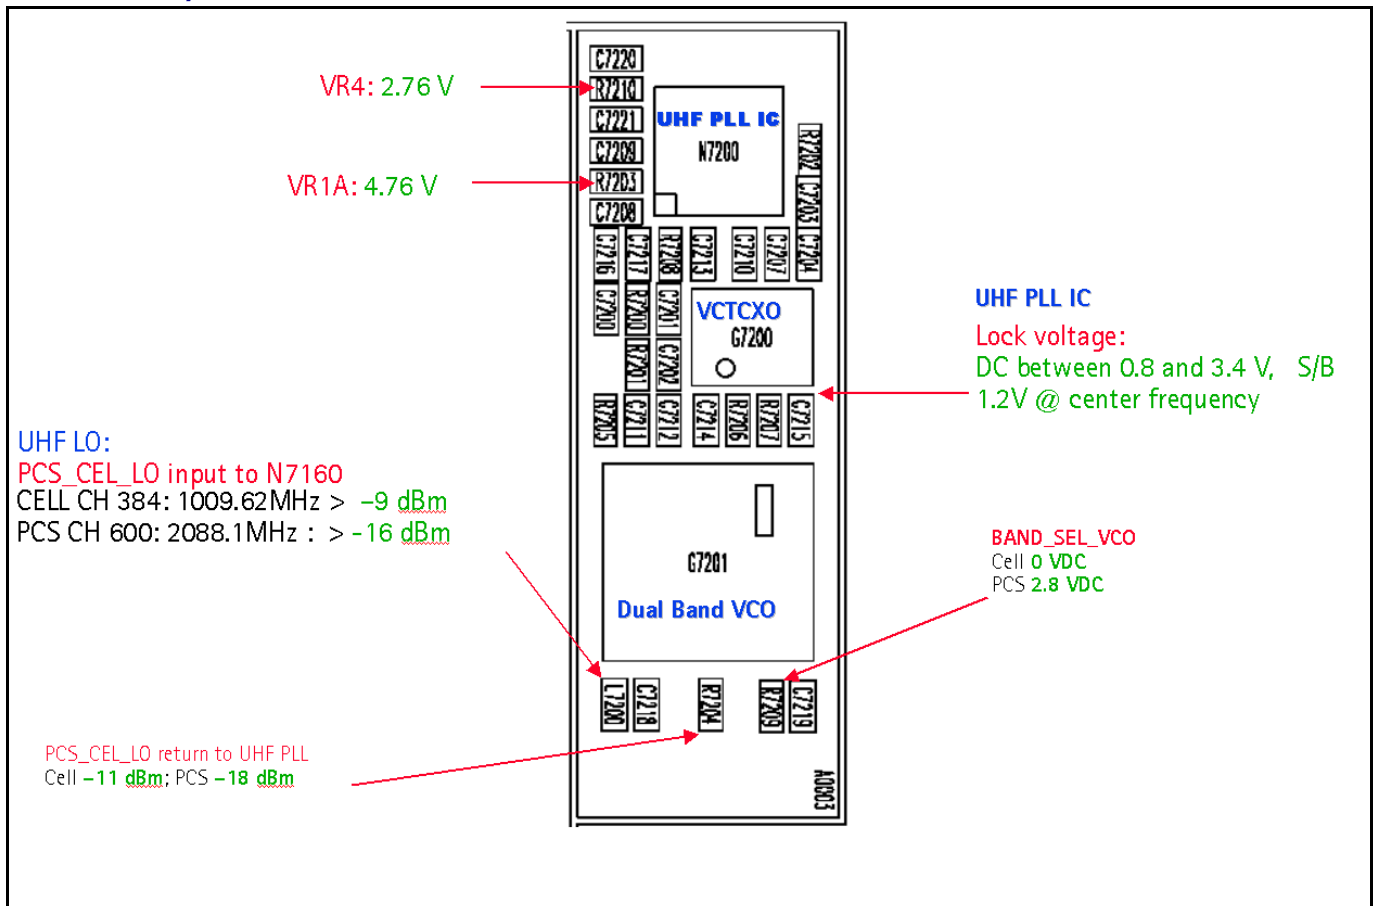 C7220
VR4: 2.76 V
R7210
C7221
UHF PLL IC
N7200
R7202
C7209
VR1A: 4.76 V
R7203
C7203
C7208
C7216
C7217
R7208
C7213
C7210
C7207
C7204
C7200
R7200
C7201
VCTCXO
G7200
R7201
C7202
UHF PLL IC
Lock voltage:
DC between 0.8 and 3.4 V, S/B
1.2V @ center frequency
R7205
C7211
C7212
C7214
R7206
R7207
C7215
UHF LO:
PCS_CEL_LO input to N7160
CELL CH 384: 1009.62MHz > -9 dBm
PCS CH 600: 2088.1MHz : > -16 dBm
G7201
Dual Band VCO
BAND_SEL_VCO
Cell 0 VDC
PCS 2.8 VDC
L7200
C7218
R7204
R7209
C7219
PCS_CEL_LO return to UHF PLL
Cell -11 dBm; PCS -18 dBm